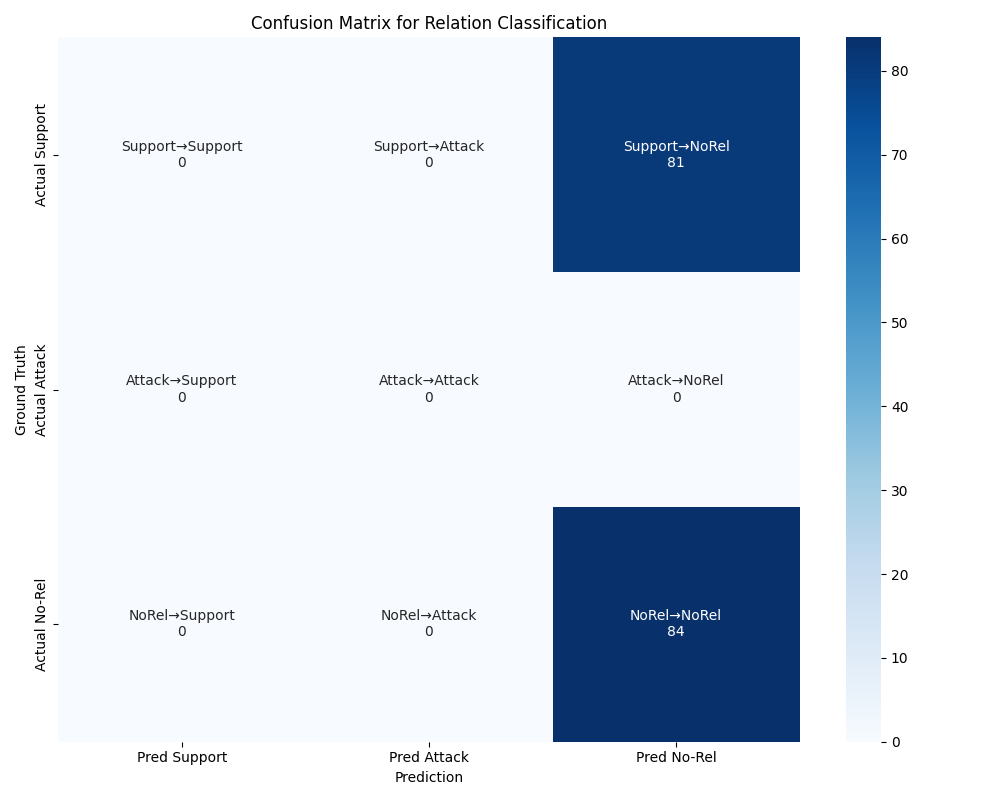 Confusion Matrix for Relation Classification
Ground Truth
Actual Support
Support→Support
0
Support→Attack
0
Support→NoRel
81
Actual Attack
Attack→Support
0
Attack→Attack
0
Attack→NoRel
0
Actual No-Rel
NoRel→Support
0
NoRel→Attack
0
NoRel→NoRel
84
Pred Support
Pred Attack
Pred No-Rel
Prediction
80
70
60
50
40
30
20
10
0